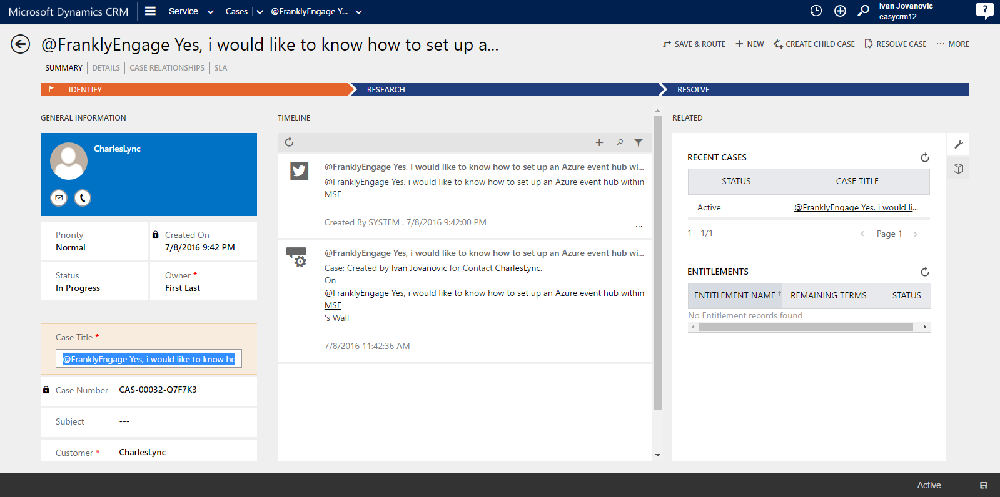 Microsoft Dynamics CRM
Service
Cases
@FranklyEngage Y...
Ivan Jovanovic
easycrm12
?
@FranklyEngage Yes, i would like to know how to set up a...
SAVE & ROUTE
NEW
CREATE CHILD CASE
RESOLVE CASE
... MORE
SUMMARY
DETAILS
CASE RELATIONSHIPS
SLA
IDENTIFY
RESEARCH
RESOLVE
GENERAL INFORMATION
CharlesLync
Priority
Normal
Created On
7/8/2016 9:42 PM
Status
In Progress
Owner *
First Last
Case Title *
@FranklyEngage Yes, i would like to know ho
Case Number CAS-00032-Q7F7K3
Subject ---
Customer * CharlesLync
TIMELINE
@FranklyEngage Yes, i would like to know how to set up an Azure event hub wi...
@FranklyEngage Yes, i would like to know how to set up an Azure event hub within
MSE
Created By SYSTEM . 7/8/2016 9:42:00 PM
...
@FranklyEngage Yes, i would like to know how to set up an Azure event hub wi...
Case: Created by Ivan Jovanovic for Contact CharlesLync.
On
@FranklyEngage Yes, i would like to know how to set up an Azure event hub within
MSE
's Wall
7/8/2016 11:42:36 AM
RELATED
RECENT CASES
STATUS CASE TITLE
Active @FranklyEngage Yes, i would li...
1 - 1/1 Page 1
ENTITLEMENTS
ENTITLEMENT NAME ↑ REMAINING TERMS STATUS
No Entitlement records found
Active